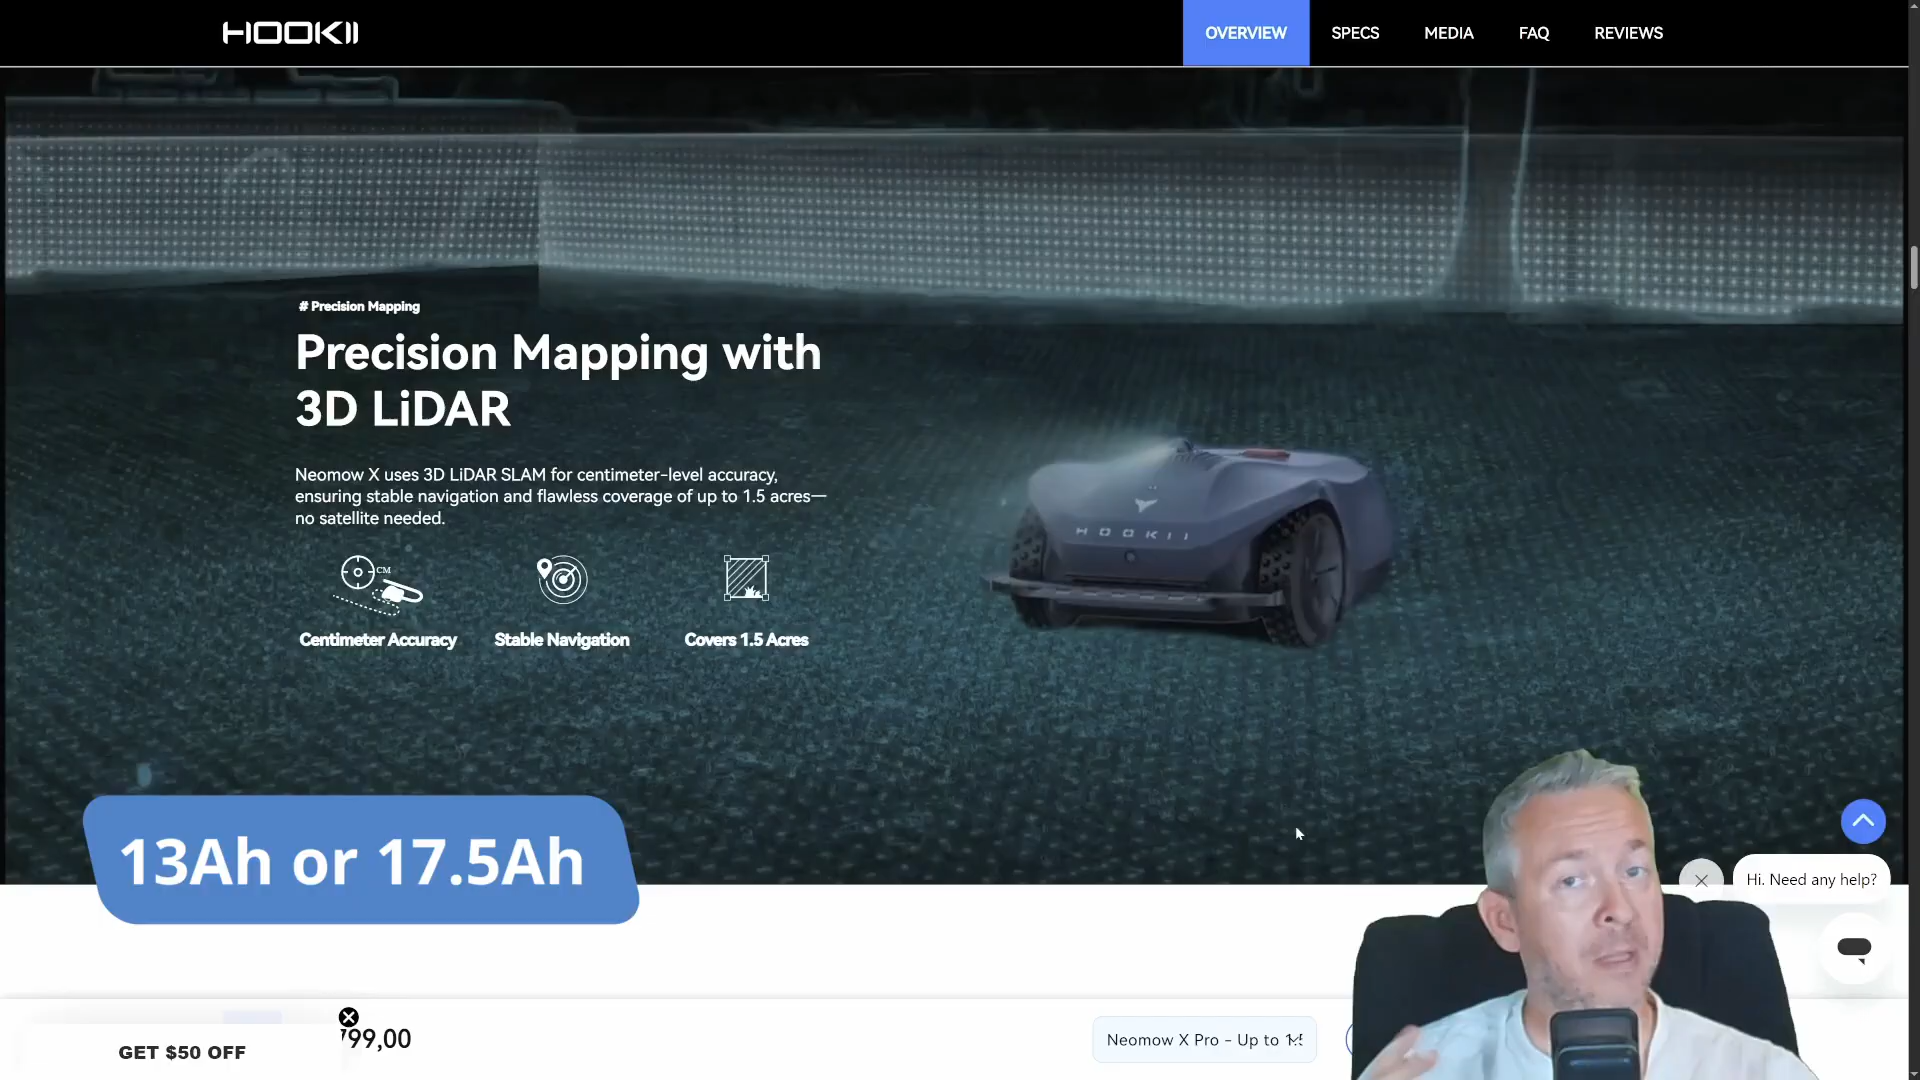 HOOKII
OVERVIEW
SPECS
MEDIA
FAQ
REVIEWS
# Precision Mapping
Precision Mapping with
3D LiDAR
Neomow X uses 3D LiDAR SLAM for centimeter-level accuracy,
ensuring stable navigation and flawless coverage of up to 1.5 acres—
no satellite needed.
CM
Centimeter Accuracy
Stable Navigation
Covers 1.5 Acres
HOOKII
13Ah or 17.5Ah
Hi. Need any help?
GET $50 OFF
799,00
Neomow X Pro - Up to